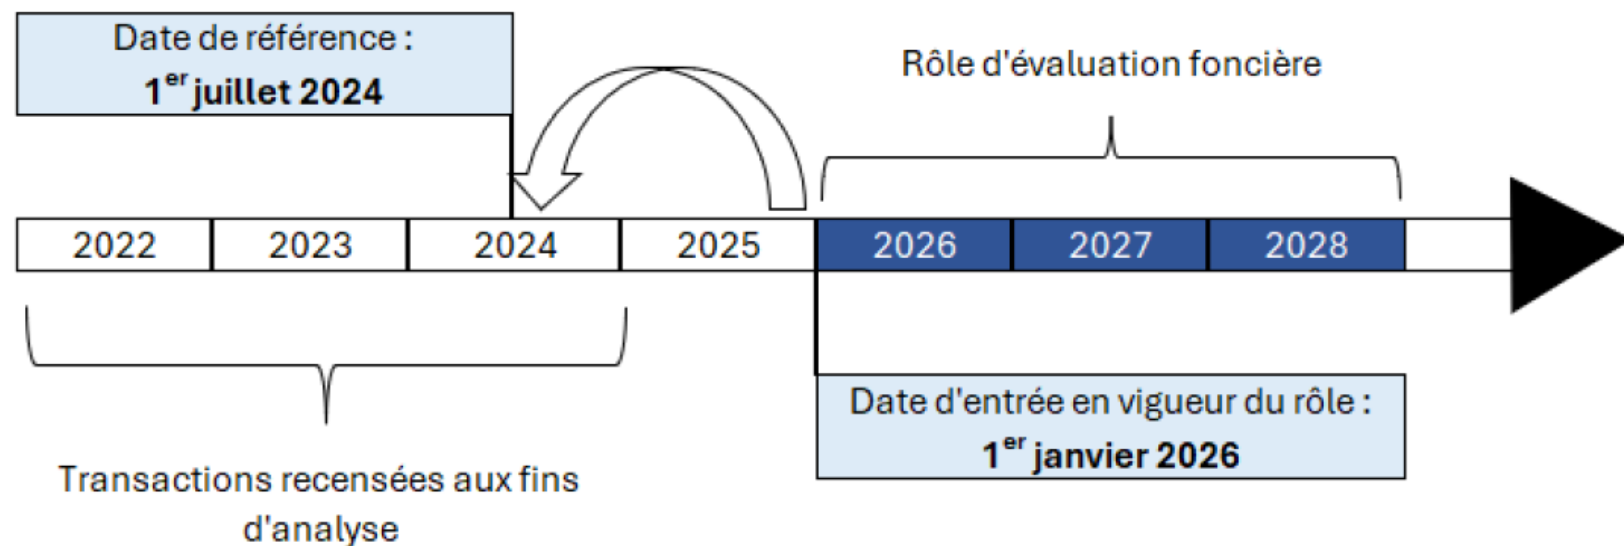 Date de référence :
1er juillet 2024
Rôle d'évaluation foncière
2022 2023 2024 2025 2026 2027 2028
Date d'entrée en vigueur du rôle :
1er janvier 2026
Transactions recensées aux fins
d'analyse